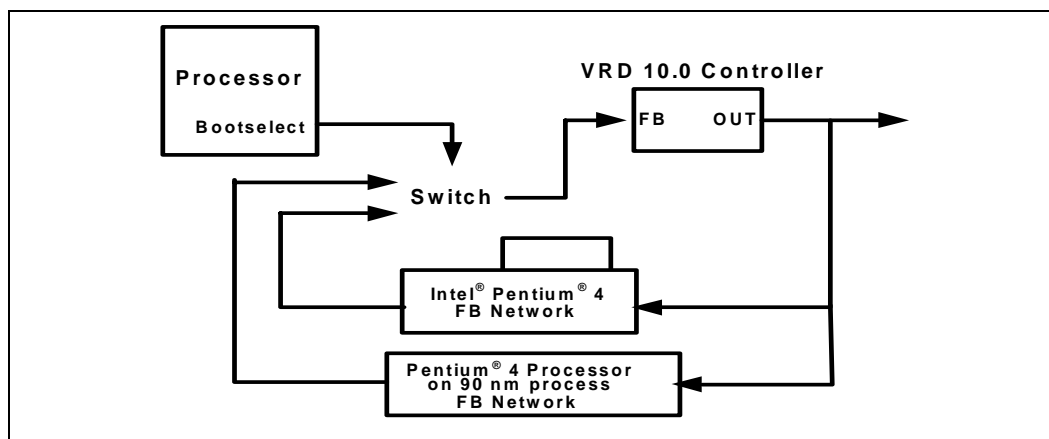 Processor
Bootselect
VRD 10.0 Controller
FB OUT
Switch
Intel® Pentium® 4
FB Network
Pentium® 4 Processor
on 90 nm process
FB Network